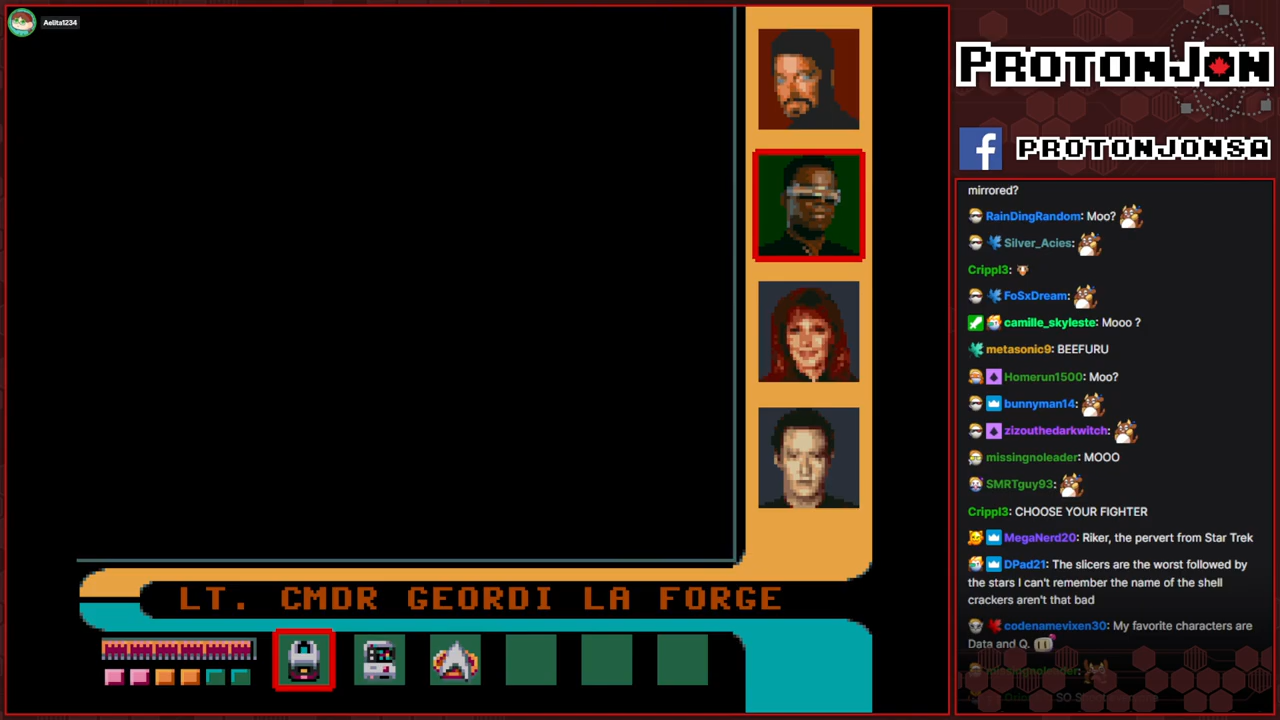 Aelita1234
PROTONJON
PROTONJONSA
mirrored?
RainDingRandom: Moo?
Silver_Acies:
Crippl3:
FoSxDream:
camille_skyleste: Mooo ?
metasonic9: BEEFURU
Homerun1500: Moo?
bunnyman14:
zizouthedarkwitch:
missingnoleader: MOOO
SMRTguy93:
Crippl3: CHOOSE YOUR FIGHTER
MegaNerd20: Riker, the pervert from Star Trek
DPad21: The slicers are the worst followed by
the stars I can't remember the name of the shell
crackers aren't that bad
codenamevixen30: My favorite characters are
Data and Q.
LT. CMDR GEORDI LA FORGE